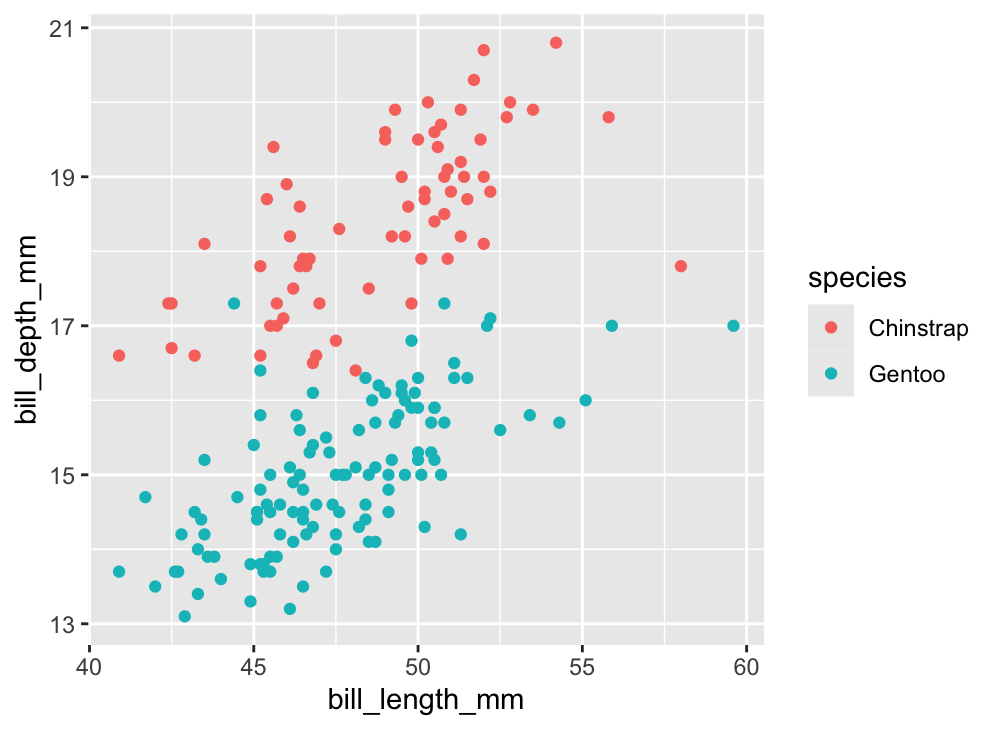 21
19
17
15
13
bill_depth_mm
40 45 50 55 60
bill_length_mm
species
Chinstrap
Gentoo